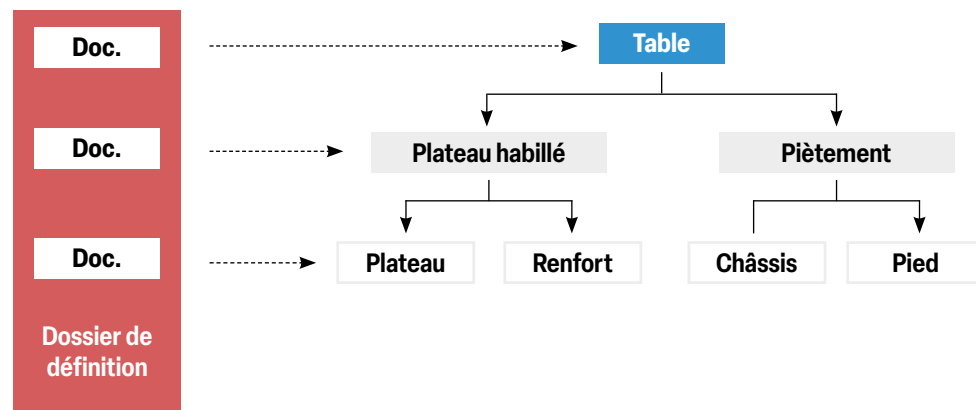 Doc.
Table
Doc.
Plateau habillé
Piètement
Doc.
Plateau
Renfort
Châssis
Pied
Dossier de
définition